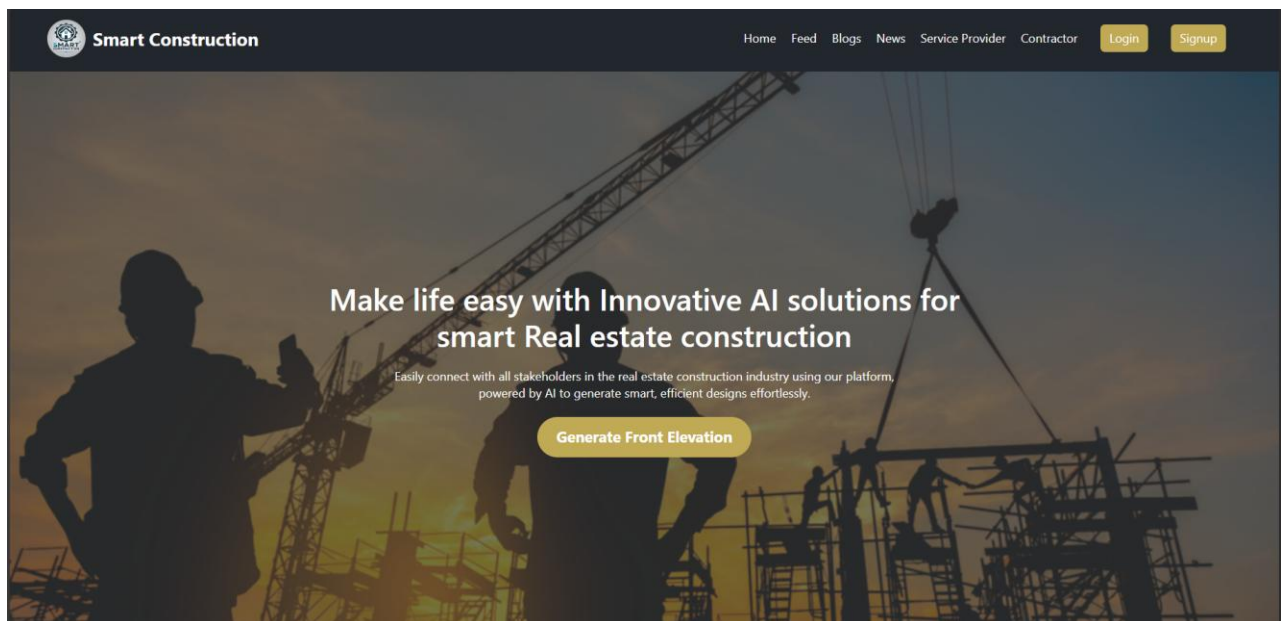 SMART
Smart Construction
Home Feed Blogs News Service Provider Contractor Login Signup
Make life easy with Innovative AI solutions for
smart Real estate construction
Easily connect with all stakeholders in the real estate construction industry using our platform,
powered by AI to generate smart, efficient designs effortlessly.
Generate Front Elevation